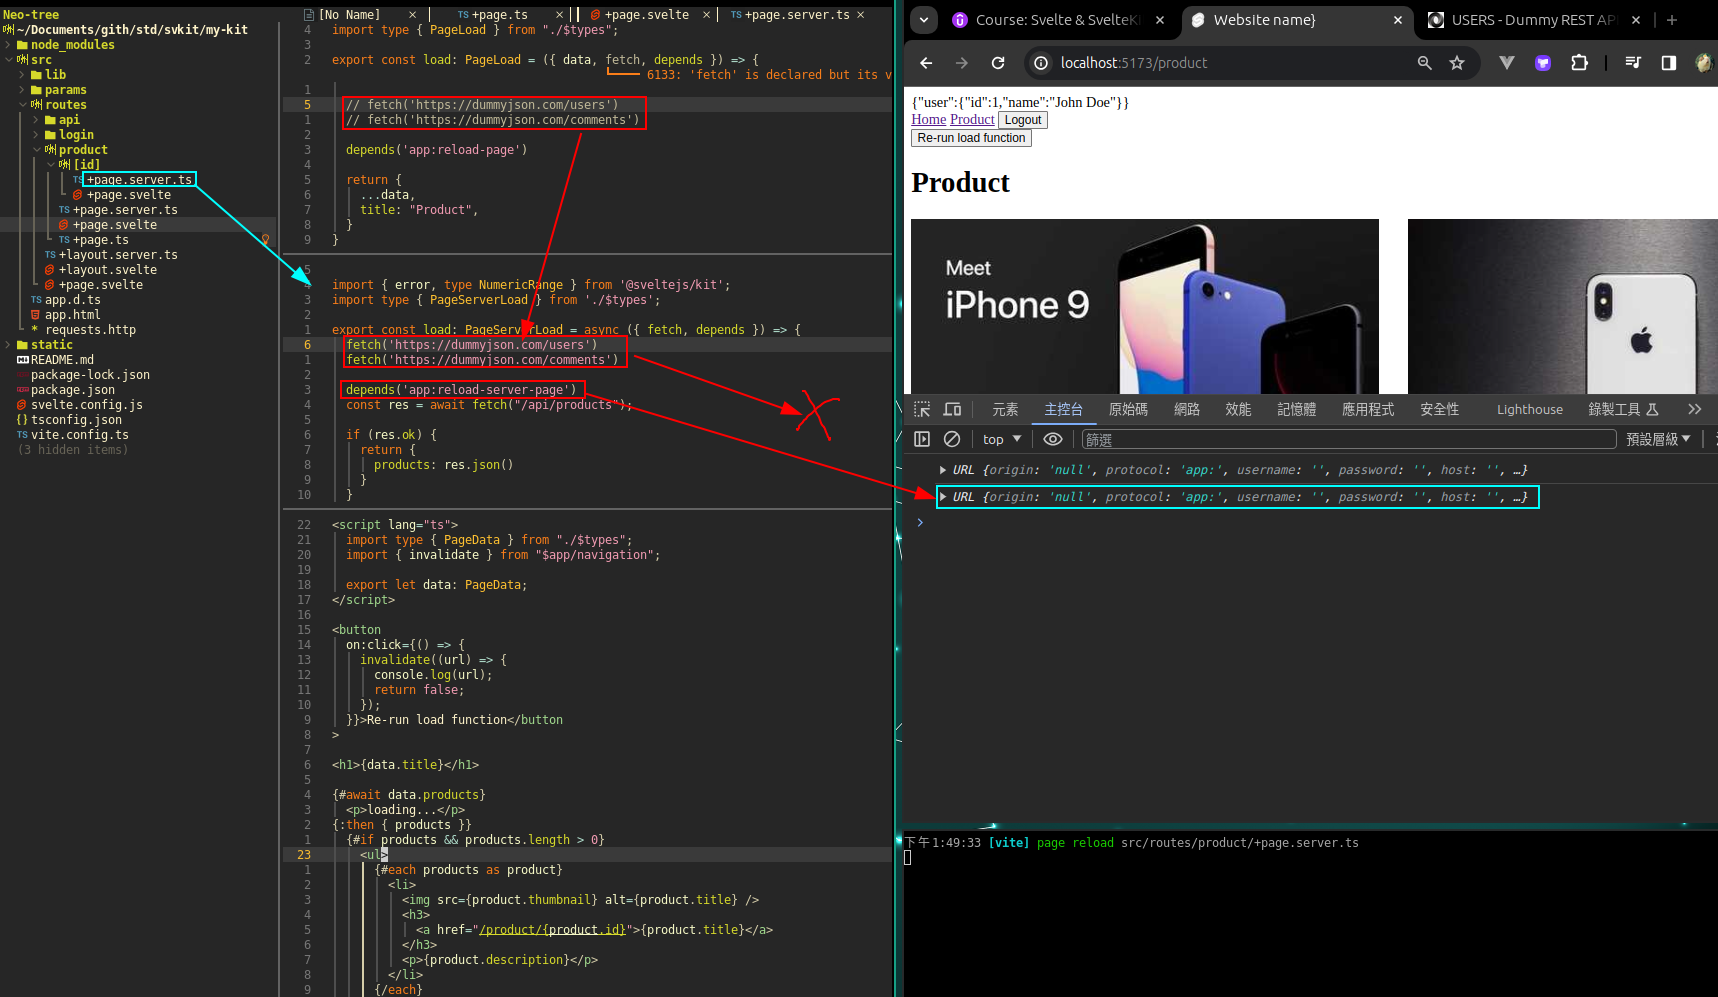 Neo-tree
~/Documents/gith/std/svkit/my-kit
node_modules
src
lib
params
routes
api
login
product
[id]
TS +page.server.ts
+page.svelte
TS +page.server.ts
+page.svelte
TS +page.ts
TS +layout.server.ts
+layout.svelte
+page.svelte
TS app.d.ts
app.html
* requests.http
static
README.md
package-lock.json
package.json
svelte.config.js
{} tsconfig.json
TS vite.config.ts
(3 hidden items)
[No Name] × TS +page.ts × +page.svelte × TS +page.server.ts ×
4 import type { PageLoad } from "./$types";
3
2 export const load: PageLoad = ({ data, fetch, depends }) => {
6133: 'fetch' is declared but its v
1
5 // fetch('https://dummyjson.com/users')
1 // fetch('https://dummyjson.com/comments')
2
3 depends('app:reload-page')
4
5 return {
6 ...data,
7 title: "Product",
8 }
9 }
5
4 import { error, type NumericRange } from '@sveltejs/kit';
3 import type { PageServerLoad } from './$types';
2
1 export const load: PageServerLoad = async ({ fetch, depends }) => {
6 fetch('https://dummyjson.com/users')
1 fetch('https://dummyjson.com/comments')
2
3 depends('app:reload-server-page')
4 const res = await fetch("/api/products");
5
6 if (res.ok) {
7 return {
8 products: res.json()
9 }
10 }
22 <script lang="ts">
21 import type { PageData } from "./$types";
20 import { invalidate } from "$app/navigation";
19
18 export let data: PageData;
17 </script>
16
15 <button
14 on:click={() => {
13 invalidate((url) => {
12 console.log(url);
11 return false;
10 });
9 }}>Re-run load function</button
8 >
7
6 <h1>{data.title}</h1>
5
4 {#await data.products}
3 <p>loading...</p>
2 {:then { products }}
1 {#if products && products.length > 0}
23 <ul>
1 {#each products as product}
2 <li>
3 <img src={product.thumbnail} alt={product.title} />
4 <h3>
5 <a href="/product/{product.id}">{product.title}</a>
6 </h3>
7 <p>{product.description}</p>
8 </li>
9 {/each}
Course: Svelte & SvelteKi × Website name} × USERS - Dummy REST AP ×
localhost:5173/product
{"user":{"id":1,"name":"John Doe"}}
Home Product Logout
Re-run load function
Product
Meet
iPhone 9
元素 主控台 原始碼 網路 效能 記憶體 應用程式 安全性 Lighthouse 錄製工具
top 篩選 預設層級
URL {origin: 'null', protocol: 'app:', username: '', password: '', host: '', …}
URL {origin: 'null', protocol: 'app:', username: '', password: '', host: '', …}
下午1:49:33 [vite] page reload src/routes/product/+page.server.ts